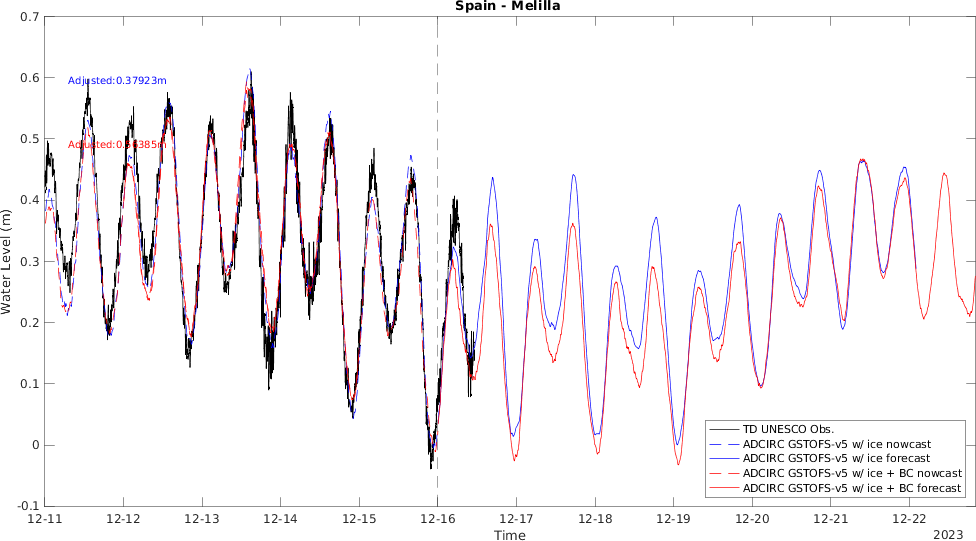 Spain - Melilla
0.7
0.6
0.5
0.4
0.3
0.2
0.1
0
-0.1
Water Level (m)
Adjusted:0.37923m
TD UNESCO Obs.
ADCIRC GSTOFS-v5 w/ ice nowcast
ADCIRC GSTOFS-v5 w/ ice forecast
ADCIRC GSTOFS-v5 w/ ice + BC nowcast
ADCIRC GSTOFS-v5 w/ ice + BC forecast
12-11 12-12 12-13 12-14 12-15 12-16 12-17 12-18 12-19 12-20 12-21 12-22
Time
2023